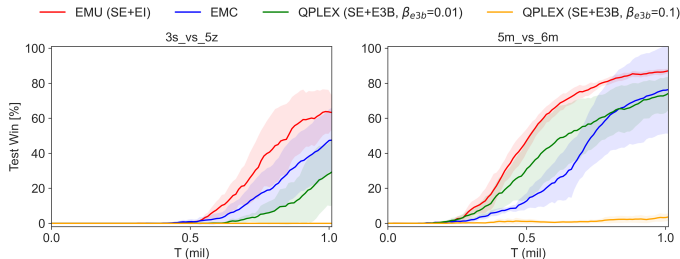 EMU (SE+EI) EMC QPLEX (SE+E3B, β_e3b=0.01) QPLEX (SE+E3B, β_e3b=0.1)
3s_vs_5z 5m_vs_6m
Test Win [%]
100 100
80 80
60 60
40 40
20 20
0 0
0.0 0.5 1.0 0.0 0.5 1.0
T (mil) T (mil)